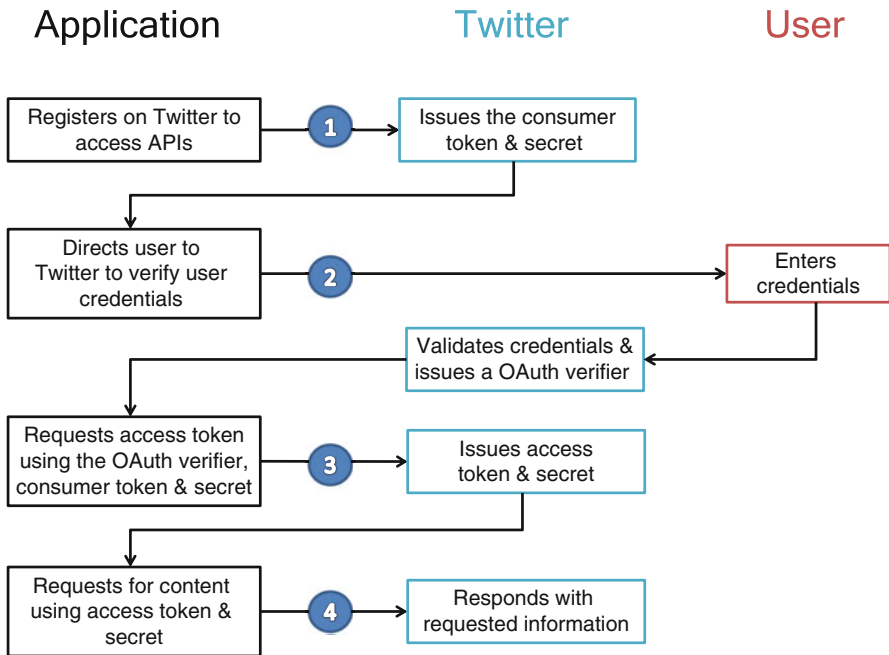 Application
Twitter
User
Registers on Twitter to
access APIs
1
Issues the consumer
token & secret
Directs user to
Twitter to verify user
credentials
2
Enters
credentials
Validates credentials &
issues a OAuth verifier
Requests access token
using the OAuth verifier,
consumer token & secret
3
Issues access
token & secret
Requests for content
using access token &
secret
4
Responds with
requested information